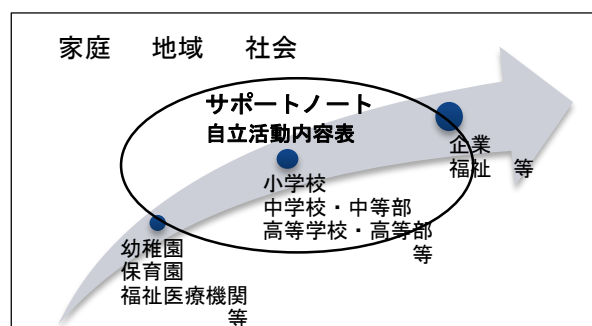 家庭　地域　社会
サポートノート
自立活動内容表
企業
福祉　等
小学校
中学校・中等部
高等学校・高等部
等
幼稚園
保育園
福祉医療機関
等